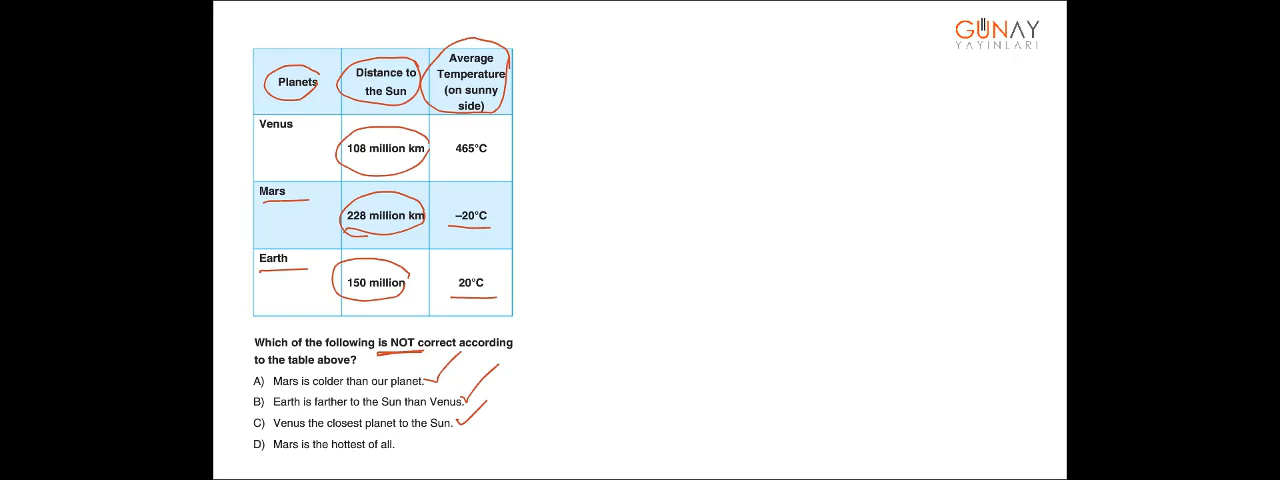 GÜNAY
YAYINLARI
Planets
Distance to
the Sun
Average
Temperature
(on sunny
side)
Venus
108 million km
465°C
Mars
228 million km
–20°C
Earth
150 million
20°C
Which of the following is NOT correct according
to the table above?
A) Mars is colder than our planet.
B) Earth is farther to the Sun than Venus.
C) Venus the closest planet to the Sun.
D) Mars is the hottest of all.